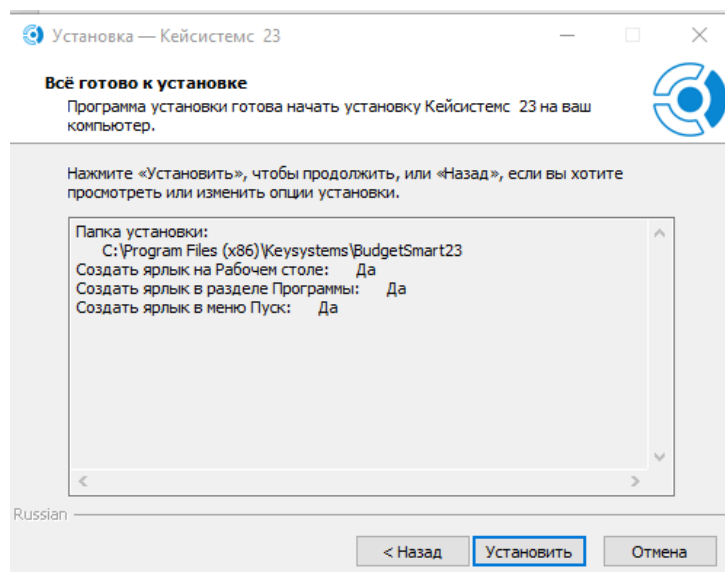 Установка — Кейсистемс 23
Всё готово к установке
Программа установки готова начать установку Кейсистемс 23 на ваш
компьютер.
Нажмите «Установить», чтобы продолжить, или «Назад», если вы хотите
просмотреть или изменить опции установки.
Папка установки:
C:\Program Files (x86)\Keysystems\BudgetSmart23
Создать ярлык на Рабочем столе: Да
Создать ярлык в разделе Программы: Да
Создать ярлык в меню Пуск: Да
Russian
< Назад Установить Отмена